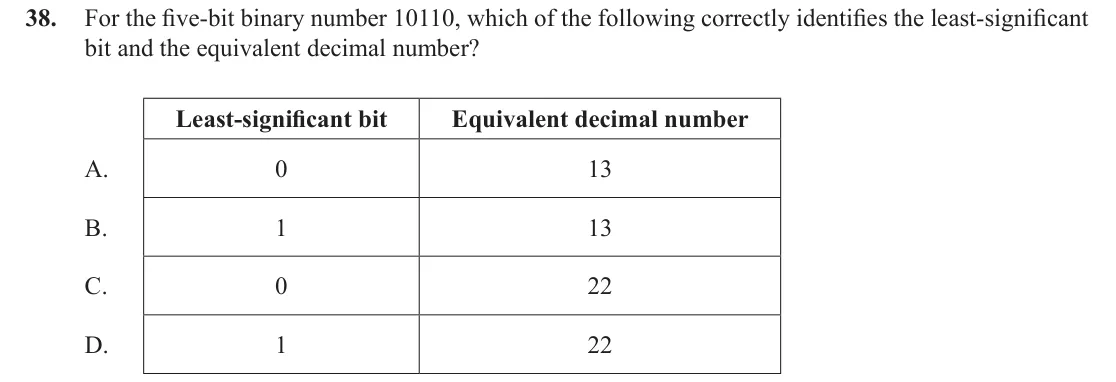 38. For the five-bit binary number 10110, which of the following correctly identifies the least-significant
bit and the equivalent decimal number?
Least-significant bit Equivalent decimal number
A. 0 13
B. 1 13
C. 0 22
D. 1 22